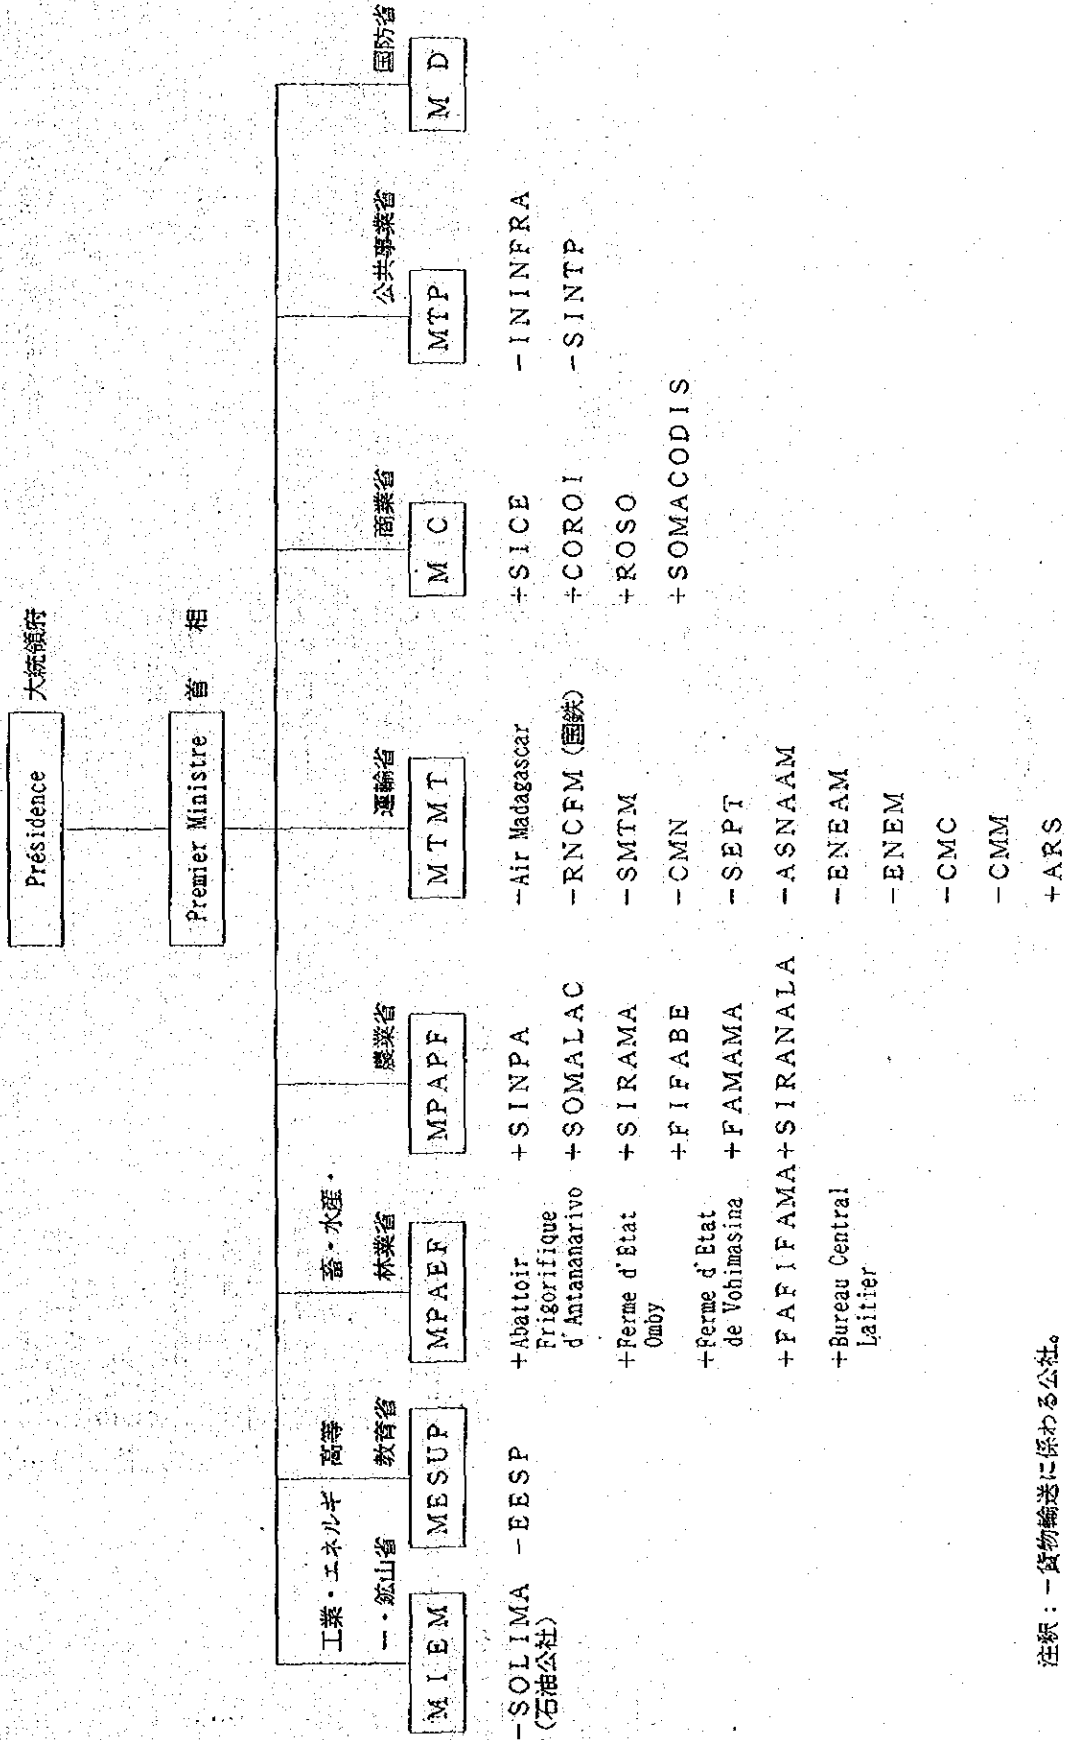 Présidence
大統領府
Premier Ministre
首 相
工業・エネルギ
ー・鉱山省
MIEM
-SOLIMA
(石油公社)
高等
教育省
MESUP
-EESP
畜・水産・
林業省
MPAEF
+Abattoir
Frigorifique
d'Antananarivo
+Ferme d'Etat
Omby
+Ferme d'Etat
de Vohimasina
+FAFIFAMA
+Bureau Central
Laitier
農業省
MPAPF
+SINPA
+SOMALAC
+SIRAMA
+FIFABE
+FAMAMA
+SIRANALA
運輸省
MTMT
-Air Madagascar
-RNCFM (国鉄)
-SMTM
-CMN
-SEPT
-ASNAAM
-ENEAM
-ENEM
-CMC
-CMM
+ARS
商業省
MC
+SICE
+COROI
+ROSO
+SOMACODIS
公共事業省
MTP
-ININFRA
-SINTP
国防省
MD
注釈:-貨物輸送に係わる公社。